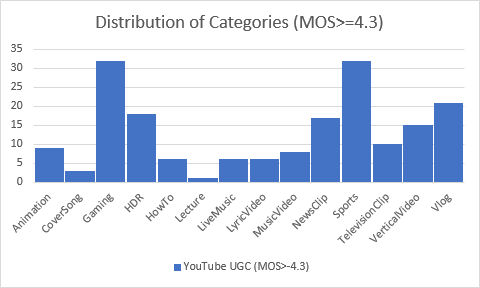 Distribution of Categories (MOS>=4.3)
35
30
25
20
15
10
5
0
Animation
CoverSong
Gaming
HDR
HowTo
Lecture
LiveMusic
LyricVideo
MusicVideo
NewsClip
Sports
TelevisionClip
VerticalVideo
Vlog
YouTube UGC (MOS>-4.3)